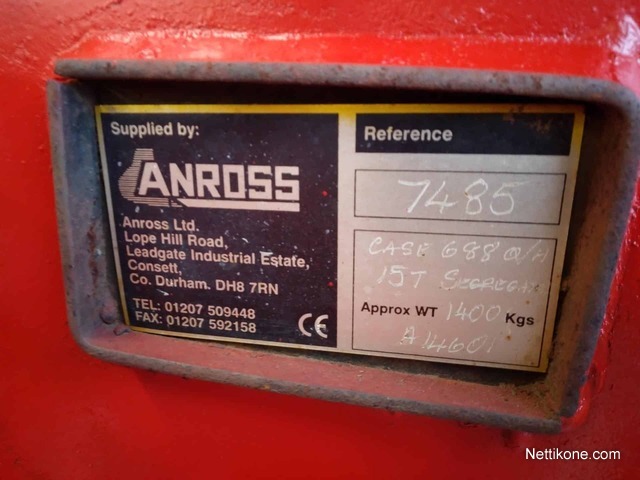 Supplied by:
ANROSS
Anross Ltd.
Lope Hill Road,
Leadgate Industrial Estate,
Consett,
Co. Durham. DH8 7RN
TEL: 01207 509448
FAX: 01207 592158
CE
Reference
7485
CASE 688 Q/H
15T
Approx WT 1400 Kgs
A14601
Nettikone.com